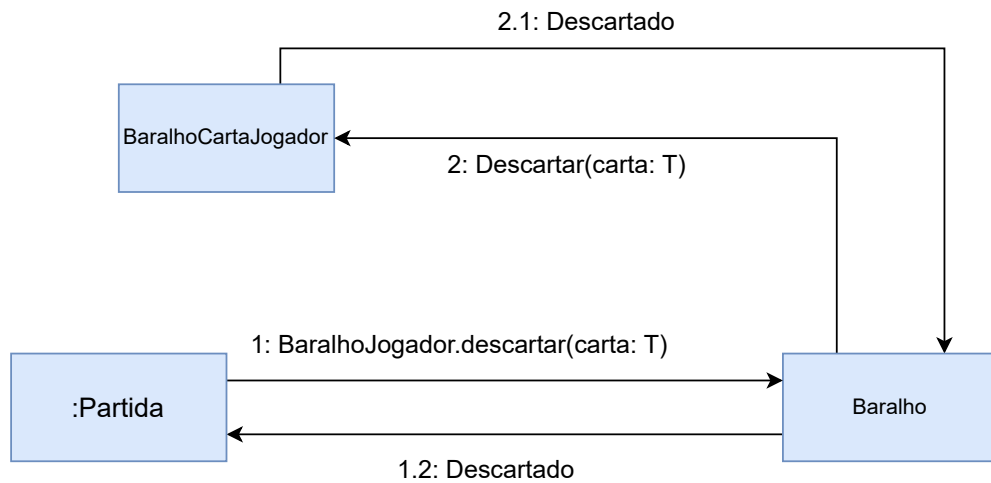 2.1: Descartado
BaralhoCartaJogador
2: Descartar(carta: T)
1: BaralhoJogador.descartar(carta: T)
:Partida
Baralho
1.2: Descartado